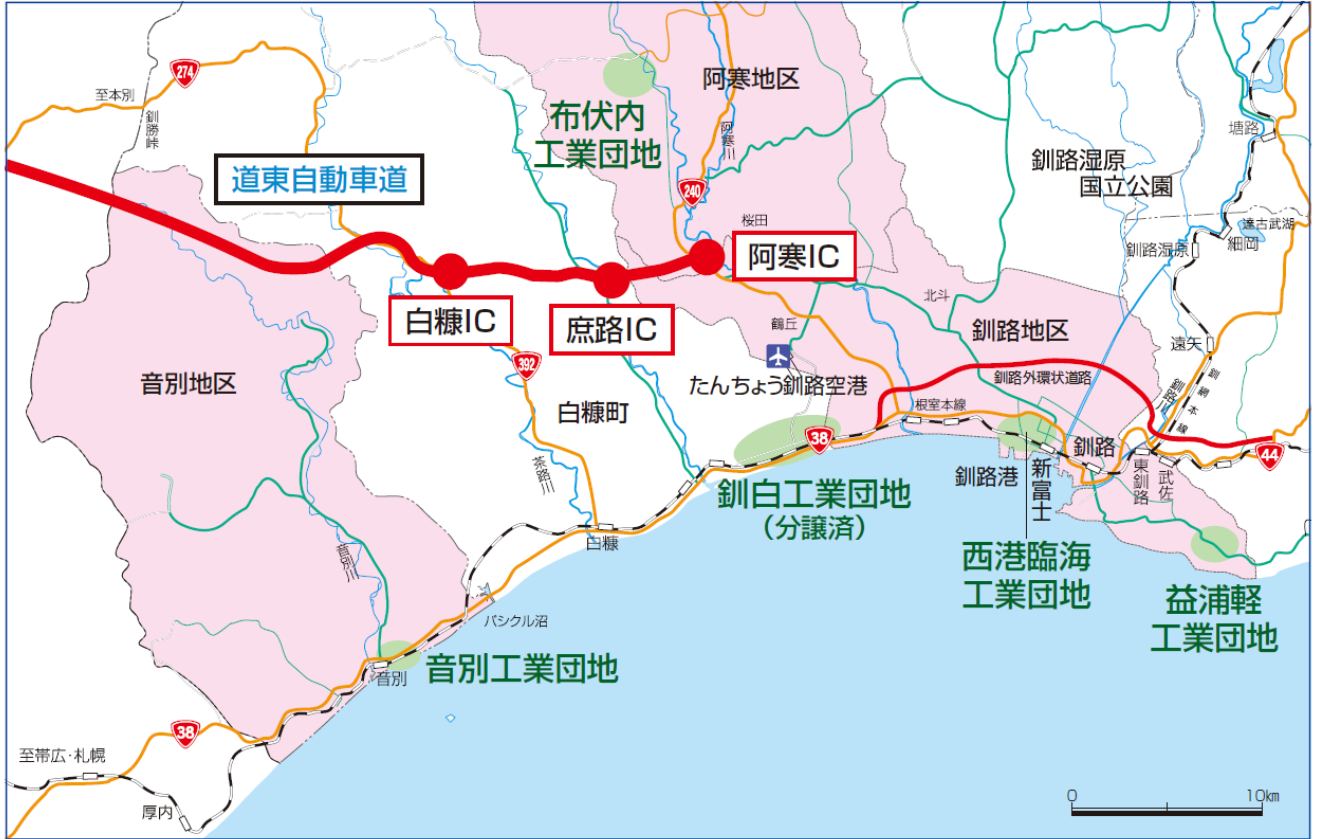 274
至本別
釧勝峠
道東自動車道
布伏内
工業団地
阿寒地区
阿寒川
240
桜田
阿寒IC
白糠IC
庶路IC
392
音別地区
白糠町
茶路川
鶴丘
たんちょう釧路空港
北斗
釧路地区
釧路外環状道路
根室本線
釧路湿原
国立公園
塘路
達古武湖
細岡
釧路湿原
遠矢
釧路川
釧網本線
38
釧白工業団地
(分譲済)
釧路港
新富士
釧路
東釧路
武佐
44
西港臨海
工業団地
益浦軽
工業団地
白糠
音別川
パシクル沼
音別
音別工業団地
38
至帯広・札幌
厚内
0
10km